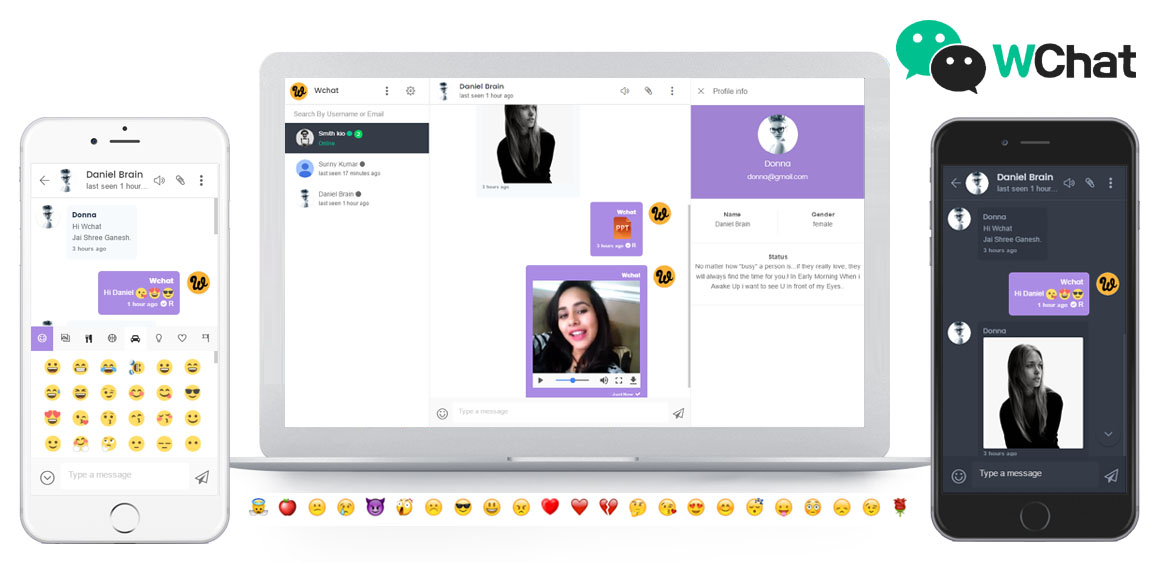 WChat
Daniel Brain
last seen 1 hour...
Donna
Hi Wchat
Jai Shree Ganesh.
3 hours ago
Wchat
Hi Daniel 😘😍😎
1 hour ago R
Type a message
Wchat
Search By Username or Email
Smith kio 2
Online
Sunny Kumar
last seen 17 minutes ago
Daniel Brain
last seen 1 hour ago
Daniel Brain
last seen 1 hour ago
3 hours ago
Wchat
PPT
3 hours ago R
Wchat
Just Now
Type a message
Profile info
Donna
donna@gmail.com
Name
Daniel Brain
Gender
female
Status
No matter how "busy" a person is...if they really love, they
will always find the time for you.! In Early Morning When i
Awake Up i want to see U in front of my Eyes..
Daniel Brain
last seen 1 hour...
Donna
Hi Wchat
Jai Shree Ganesh.
3 hours ago
Wchat
Hi Daniel 😘😍😎
1 hour ago R
Donna
3 hours ago
Type a message